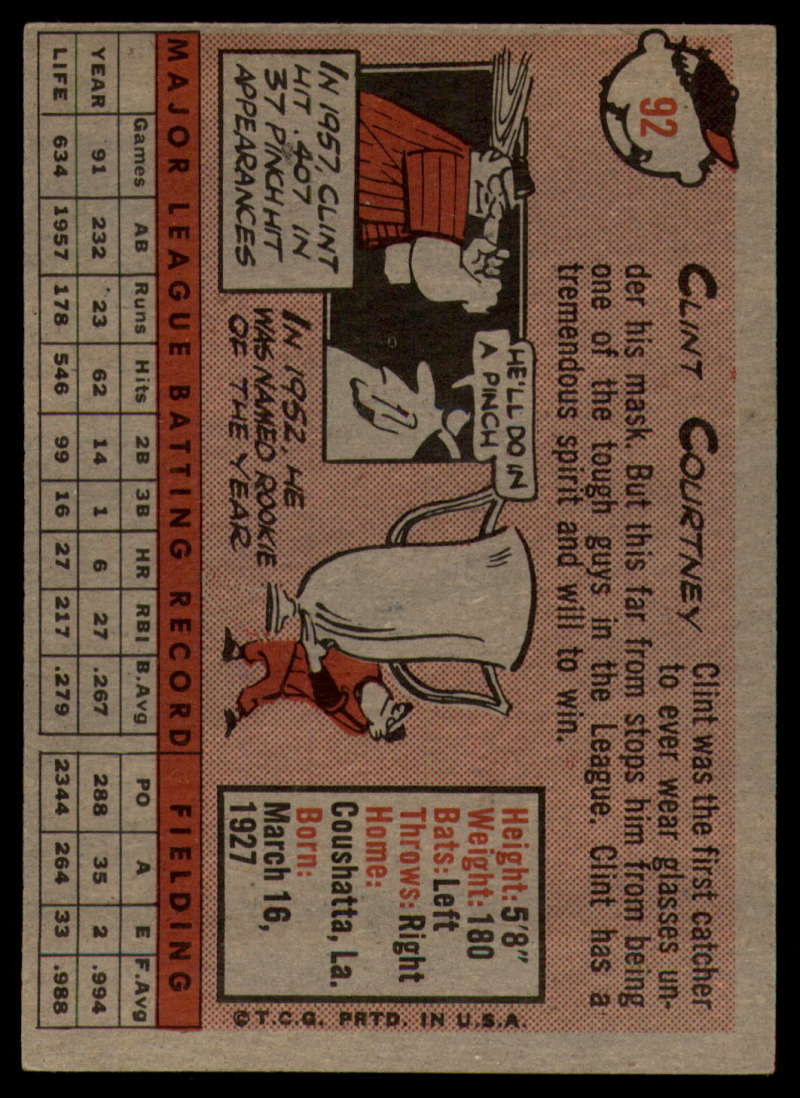 92
CLINT COURTNEY Clint was the first catcher
to ever wear glasses un-
der his mask. But this far from stops him from being
one of the tough guys in the League. Clint has a
tremendous spirit and will to win.
HE'LL DO IN
A PINCH
IN 1957, CLINT
HIT .407 IN
37 PINCH HIT
APPEARANCES
IN 1952, HE
WAS NAMED ROOKIE
OF THE YEAR
Height: 5'8"
Weight: 180
Bats: Left
Throws: Right
Home:
Coushatta, La.
Born:
March 16,
1927
© T.C.G. PRTD. IN U.S.A.
MAJOR LEAGUE BATTING RECORD FIELDING
Games AB Runs Hits 2B 3B HR RBI B.Avg PO A E F.Avg
YEAR 91 232 23 62 14 1 6 27 .267 288 35 2 .994
LIFE 634 1957 178 546 99 16 27 217 .279 2344 264 33 .988